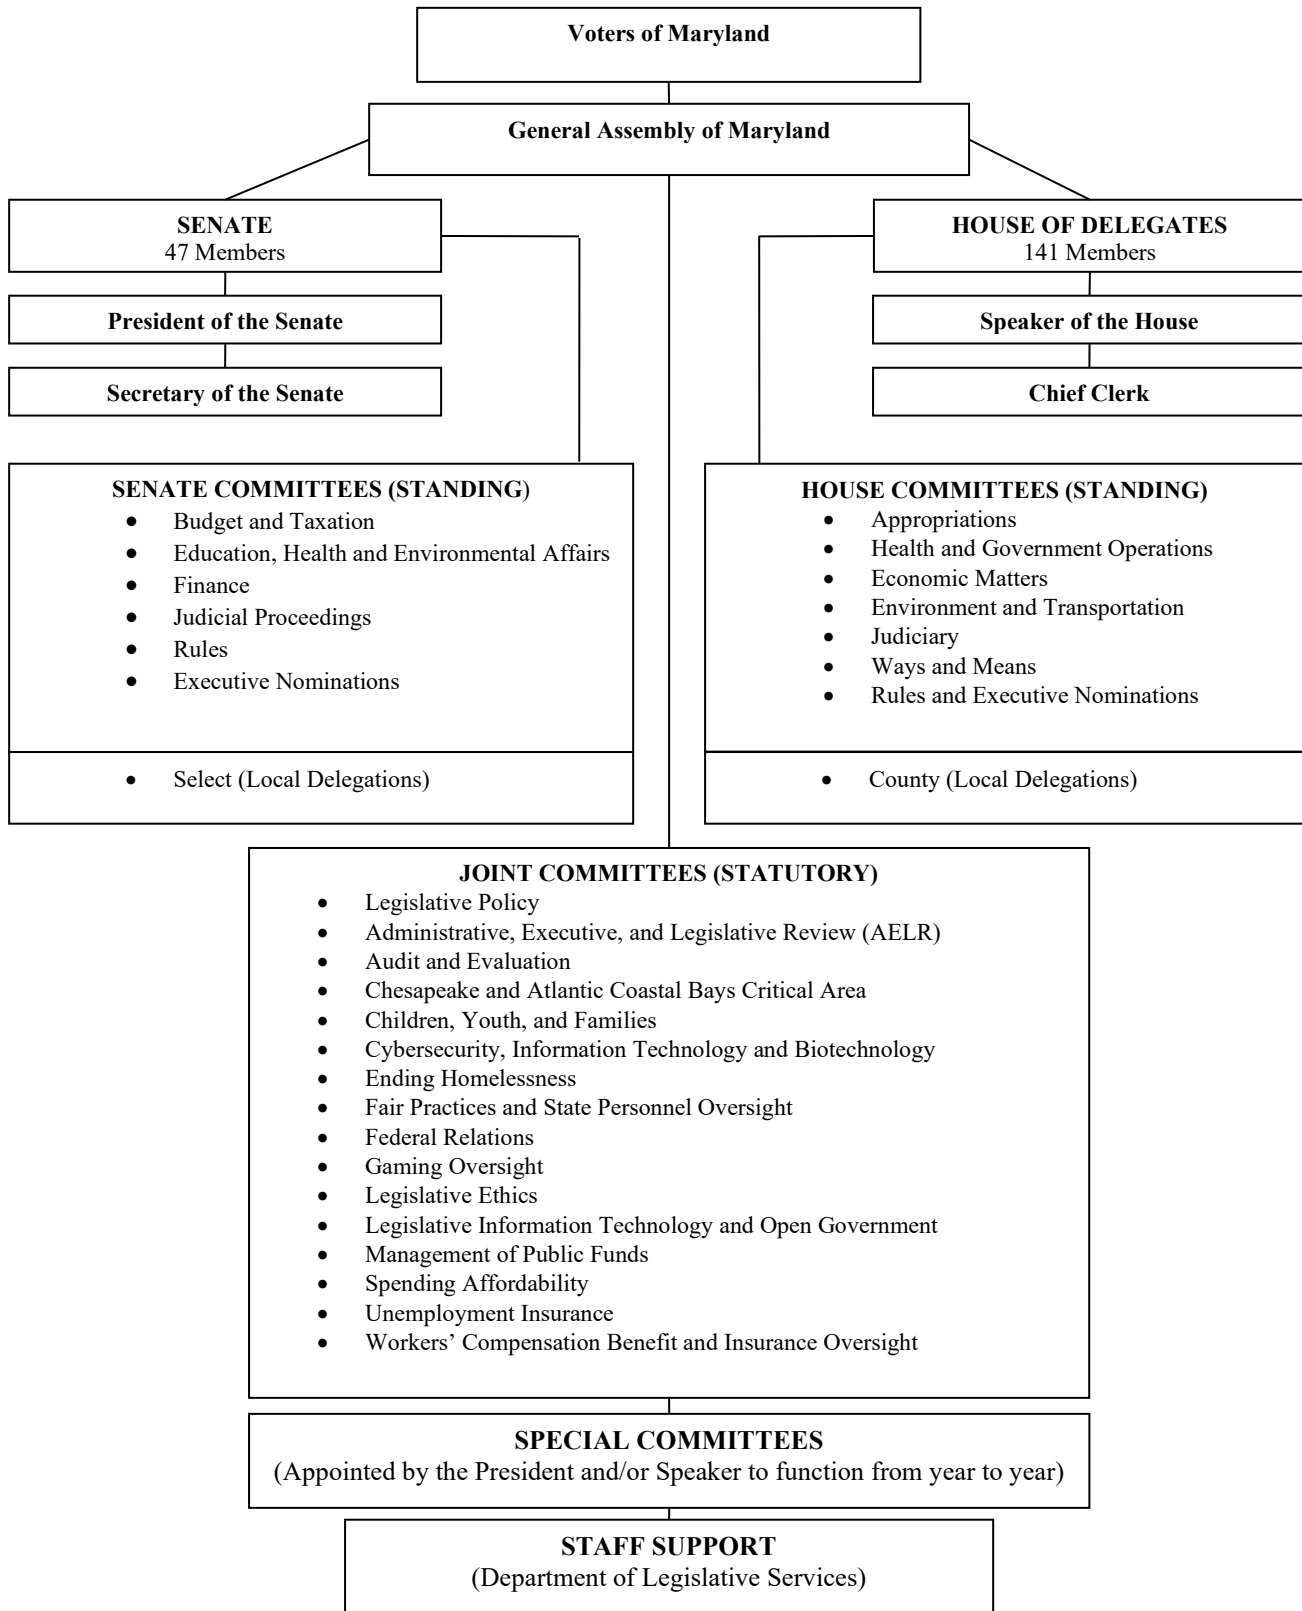 Voters of Maryland
General Assembly of Maryland
SENATE
47 Members
President of the Senate
Secretary of the Senate
HOUSE OF DELEGATES
141 Members
Speaker of the House
Chief Clerk
SENATE COMMITTEES (STANDING)
• Budget and Taxation
• Education, Health and Environmental Affairs
• Finance
• Judicial Proceedings
• Rules
• Executive Nominations
• Select (Local Delegations)
HOUSE COMMITTEES (STANDING)
• Appropriations
• Health and Government Operations
• Economic Matters
• Environment and Transportation
• Judiciary
• Ways and Means
• Rules and Executive Nominations
• County (Local Delegations)
JOINT COMMITTEES (STATUTORY)
• Legislative Policy
• Administrative, Executive, and Legislative Review (AELR)
• Audit and Evaluation
• Chesapeake and Atlantic Coastal Bays Critical Area
• Children, Youth, and Families
• Cybersecurity, Information Technology and Biotechnology
• Ending Homelessness
• Fair Practices and State Personnel Oversight
• Federal Relations
• Gaming Oversight
• Legislative Ethics
• Legislative Information Technology and Open Government
• Management of Public Funds
• Spending Affordability
• Unemployment Insurance
• Workers’ Compensation Benefit and Insurance Oversight
SPECIAL COMMITTEES
(Appointed by the President and/or Speaker to function from year to year)
STAFF SUPPORT
(Department of Legislative Services)